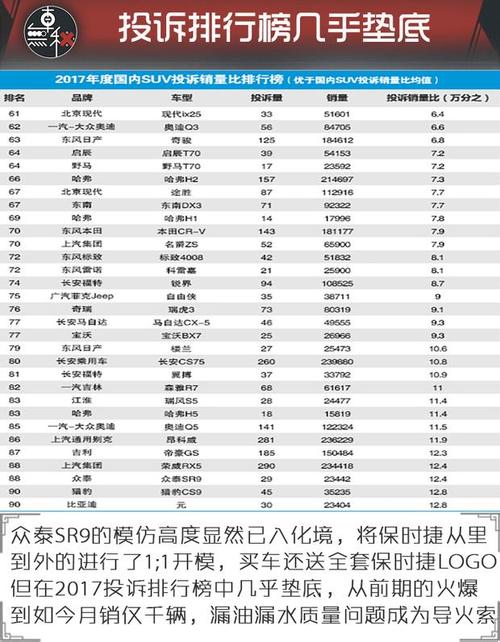 投诉排行榜几乎垫底
2017年度国内SUV投诉销量比排行榜（优于国内SUV投诉销量比均值）
排名 品牌 车型 投诉量 销量 投诉销量比（万分之）
61 北京现代 现代ix25 33 51601 6.4
62 一汽-大众奥迪 奥迪Q3 56 84705 6.6
63 东风日产 奇骏 125 184612 6.8
64 启辰 启辰T70 39 54153 7.2
64 野马 野马T70 17 23592 7.2
66 哈弗 哈弗H2 157 214697 7.3
67 北京现代 途胜 87 112916 7.7
67 东南 东南DX3 71 92322 7.7
69 哈弗 哈弗H1 14 17996 7.8
70 东风本田 本田CR-V 143 181177 7.9
70 上汽集团 名爵ZS 52 65900 7.9
72 东风标致 标致4008 42 51832 8.1
72 东风雷诺 科雷嘉 21 25900 8.1
74 长安福特 锐界 94 108525 8.7
75 广汽菲克Jeep 自由侠 35 38711 9
76 奇瑞 瑞虎3 73 80319 9.1
77 长安马自达 马自达CX-5 46 49555 9.3
77 宝沃 宝沃BX7 25 26966 9.3
79 东风日产 楼兰 27 25473 10.6
80 长安乘用车 长安CS75 260 239880 10.8
81 长安福特 翼搏 37 33792 10.9
82 一汽吉林 森雅R7 68 61617 11
83 江淮 瑞风S5 28 24477 11.4
83 哈弗 哈弗H5 18 15819 11.4
85 一汽-大众奥迪 奥迪Q5 141 122324 11.5
86 上汽通用别克 昂科威 281 236229 11.9
87 吉利 帝豪GS 185 150484 12.3
88 上汽集团 荣威RX5 290 234418 12.4
88 众泰 众泰SR9 29 23442 12.4
90 猎豹 猎豹CS9 45 35235 12.8
90 比亚迪 元 30 23404 12.8
众泰SR9的模仿高度显然已入化境，将保时捷从里
到外的进行了1;1开模，买车还送全套保时捷LOGO
但在2017投诉排行榜中几乎垫底，从前期的火爆
到如今月销仅千辆，漏油漏水质量问题成为导火索